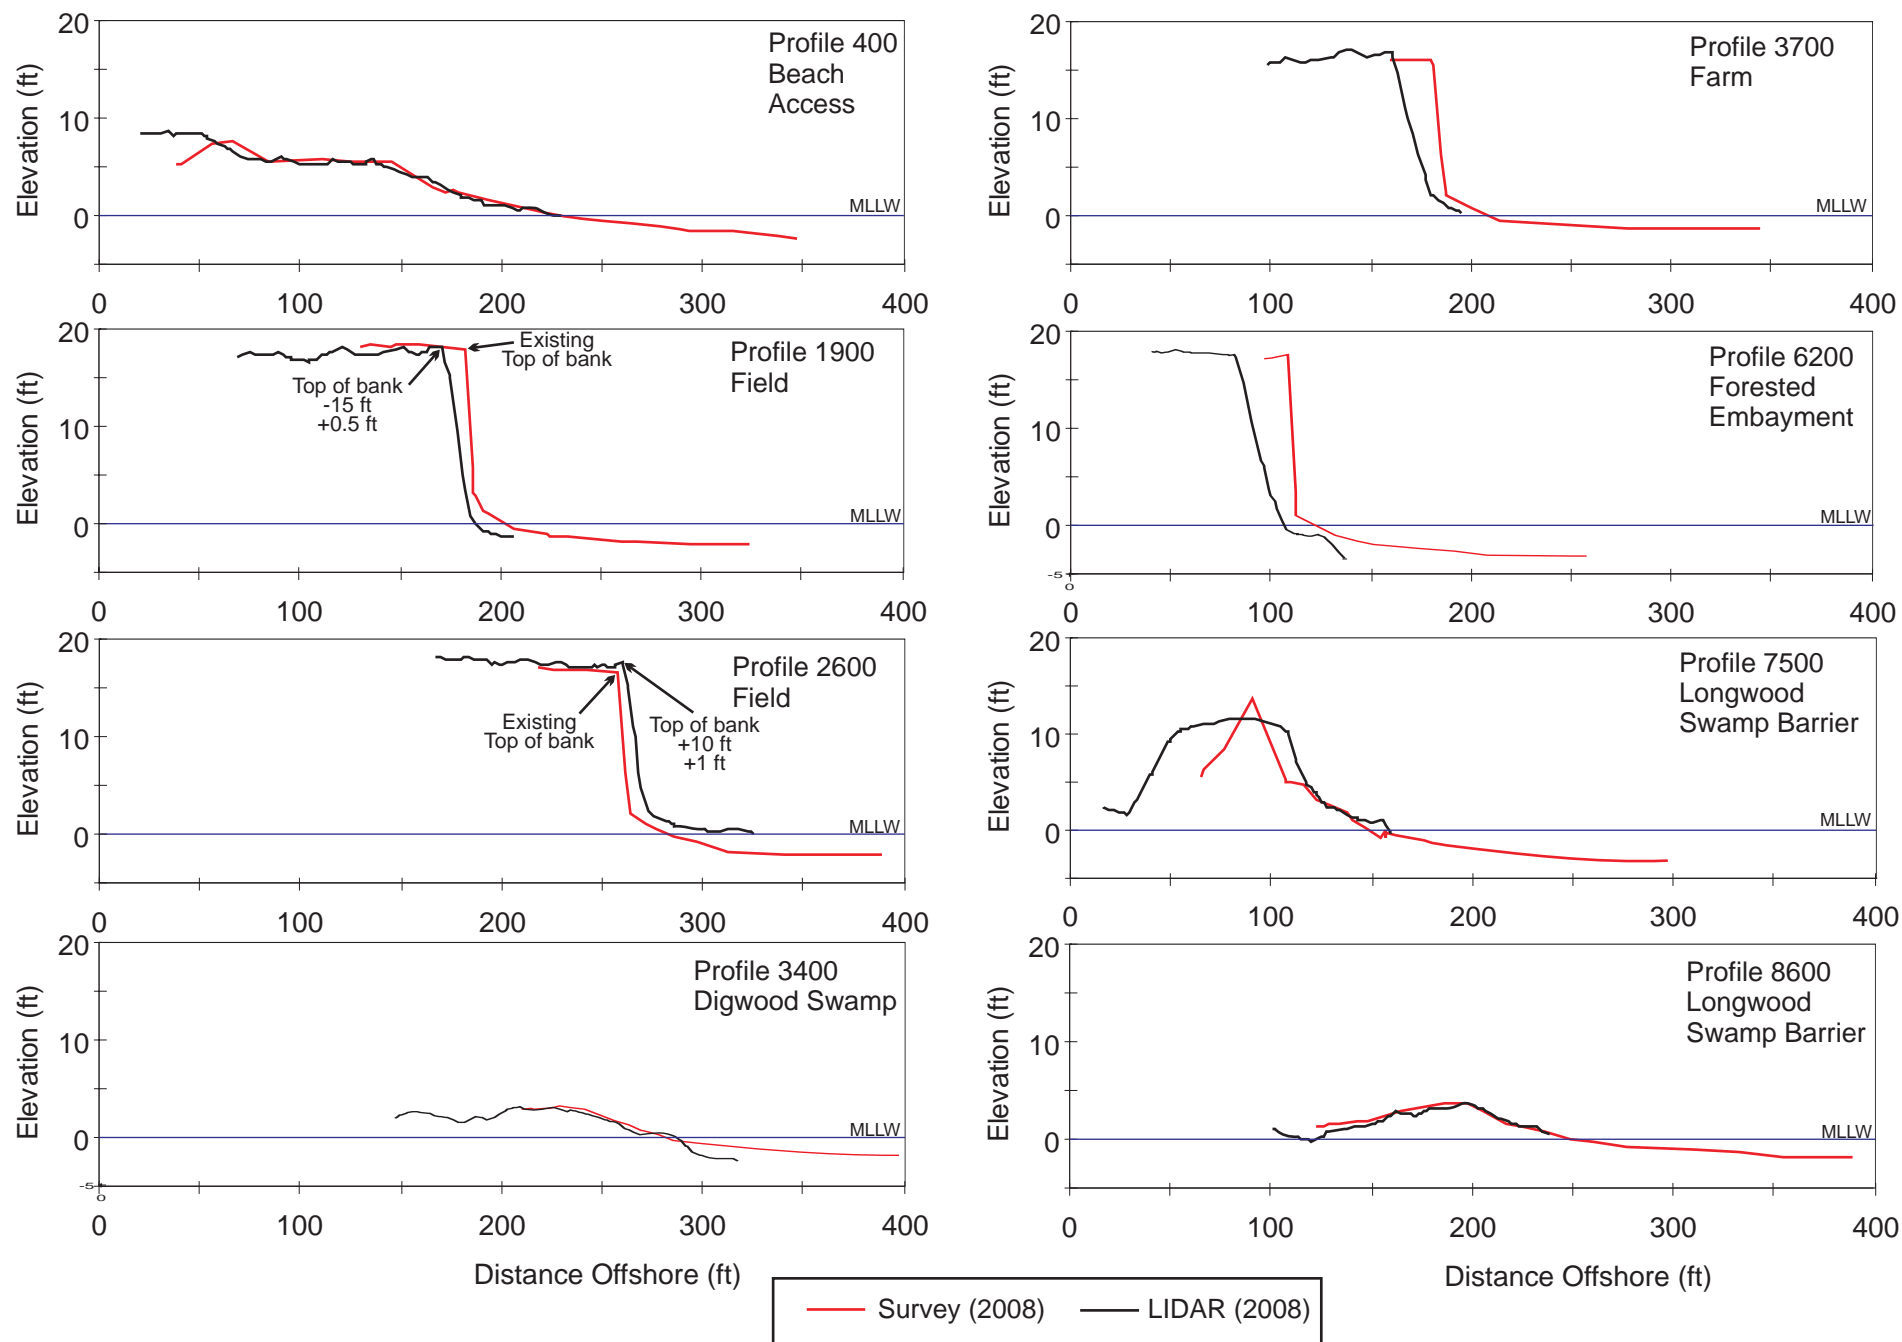 20
10
0
Elevation (ft)
Profile 400
Beach
Access
MLLW
0 100 200 300 400
20
10
0
Elevation (ft)
Profile 3700
Farm
MLLW
0 100 200 300 400
20
10
0
Elevation (ft)
Existing
Top of bank
Top of bank
-15 ft
+0.5 ft
Profile 1900
Field
MLLW
0 100 200 300 400
20
10
0
-5
0
Elevation (ft)
Profile 6200
Forested
Embayment
MLLW
0 100 200 300 400
20
10
0
Elevation (ft)
Existing
Top of bank
Top of bank
+10 ft
+1 ft
Profile 2600
Field
MLLW
0 100 200 300 400
20
10
0
Elevation (ft)
Profile 7500
Longwood
Swamp Barrier
MLLW
0 100 200 300 400
20
10
0
-5
0
Elevation (ft)
Profile 3400
Digwood Swamp
MLLW
0 100 200 300 400
Distance Offshore (ft)
20
10
0
Elevation (ft)
Profile 8600
Longwood
Swamp Barrier
MLLW
0 100 200 300 400
Distance Offshore (ft)
Survey (2008) LIDAR (2008)